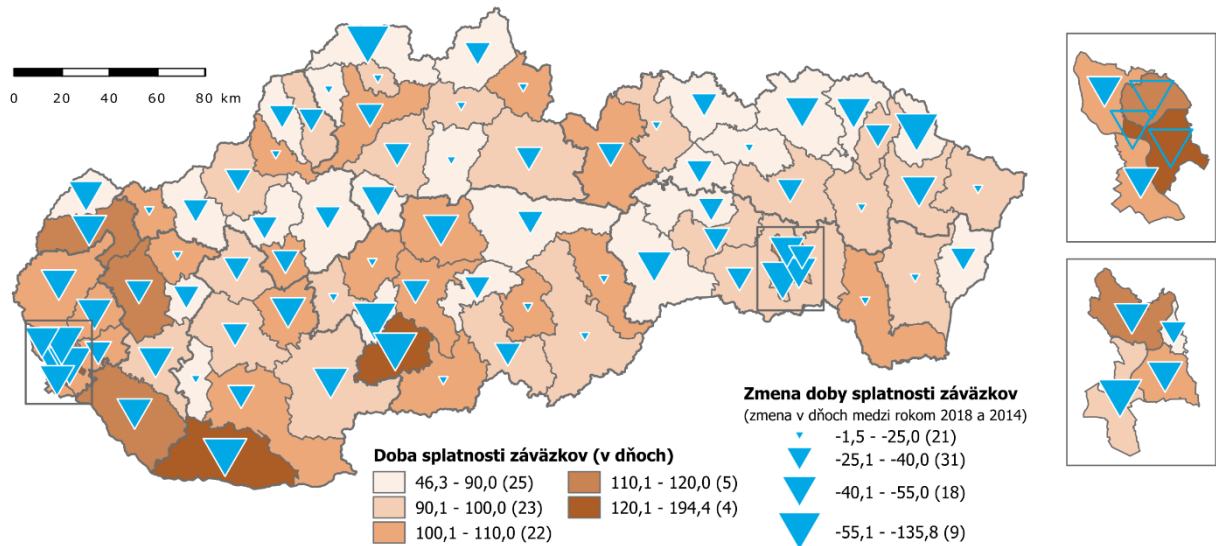 0 20 40 60 80 km
Doba splatnosti záväzkov (v dňoch)
46,3 - 90,0 (25)
90,1 - 100,0 (23)
100,1 - 110,0 (22)
110,1 - 120,0 (5)
120,1 - 194,4 (4)
Zmena doby splatnosti záväzkov
(zmena v dňoch medzi rokom 2018 a 2014)
-1,5 - -25,0 (21)
-25,1 - -40,0 (31)
-40,1 - -55,0 (18)
-55,1 - -135,8 (9)